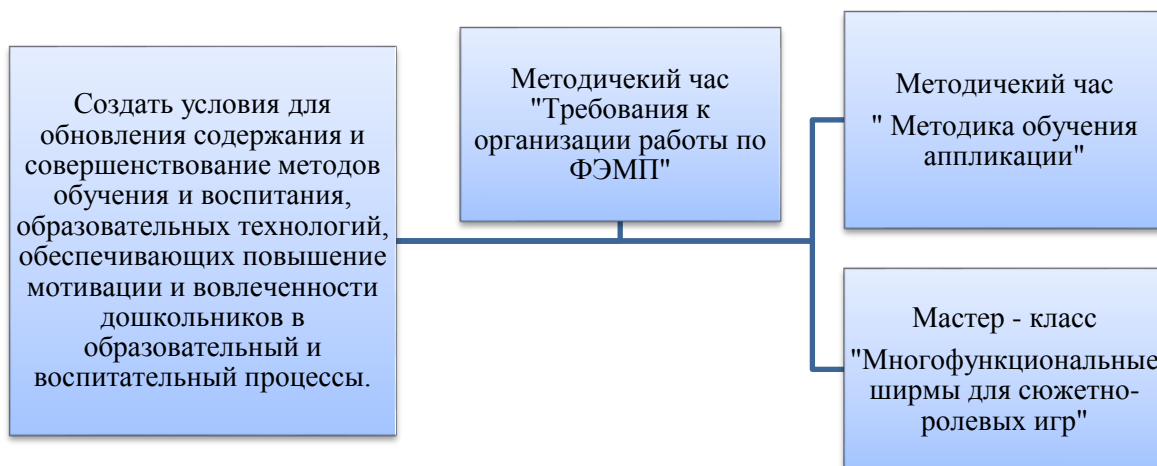 Создать условия для
обновления содержания и
совершенствование методов
обучения и воспитания,
образовательных технологий,
обеспечивающих повышение
мотивации и вовлеченности
дошкольников в
образовательный и
воспитательный процессы.
Методичекий час
"Требования к
организации работы по
ФЭМП"
Методичекий час
" Методика обучения
аппликации"
Мастер - класс
"Многофункциональные
ширмы для сюжетно-
ролевых игр"